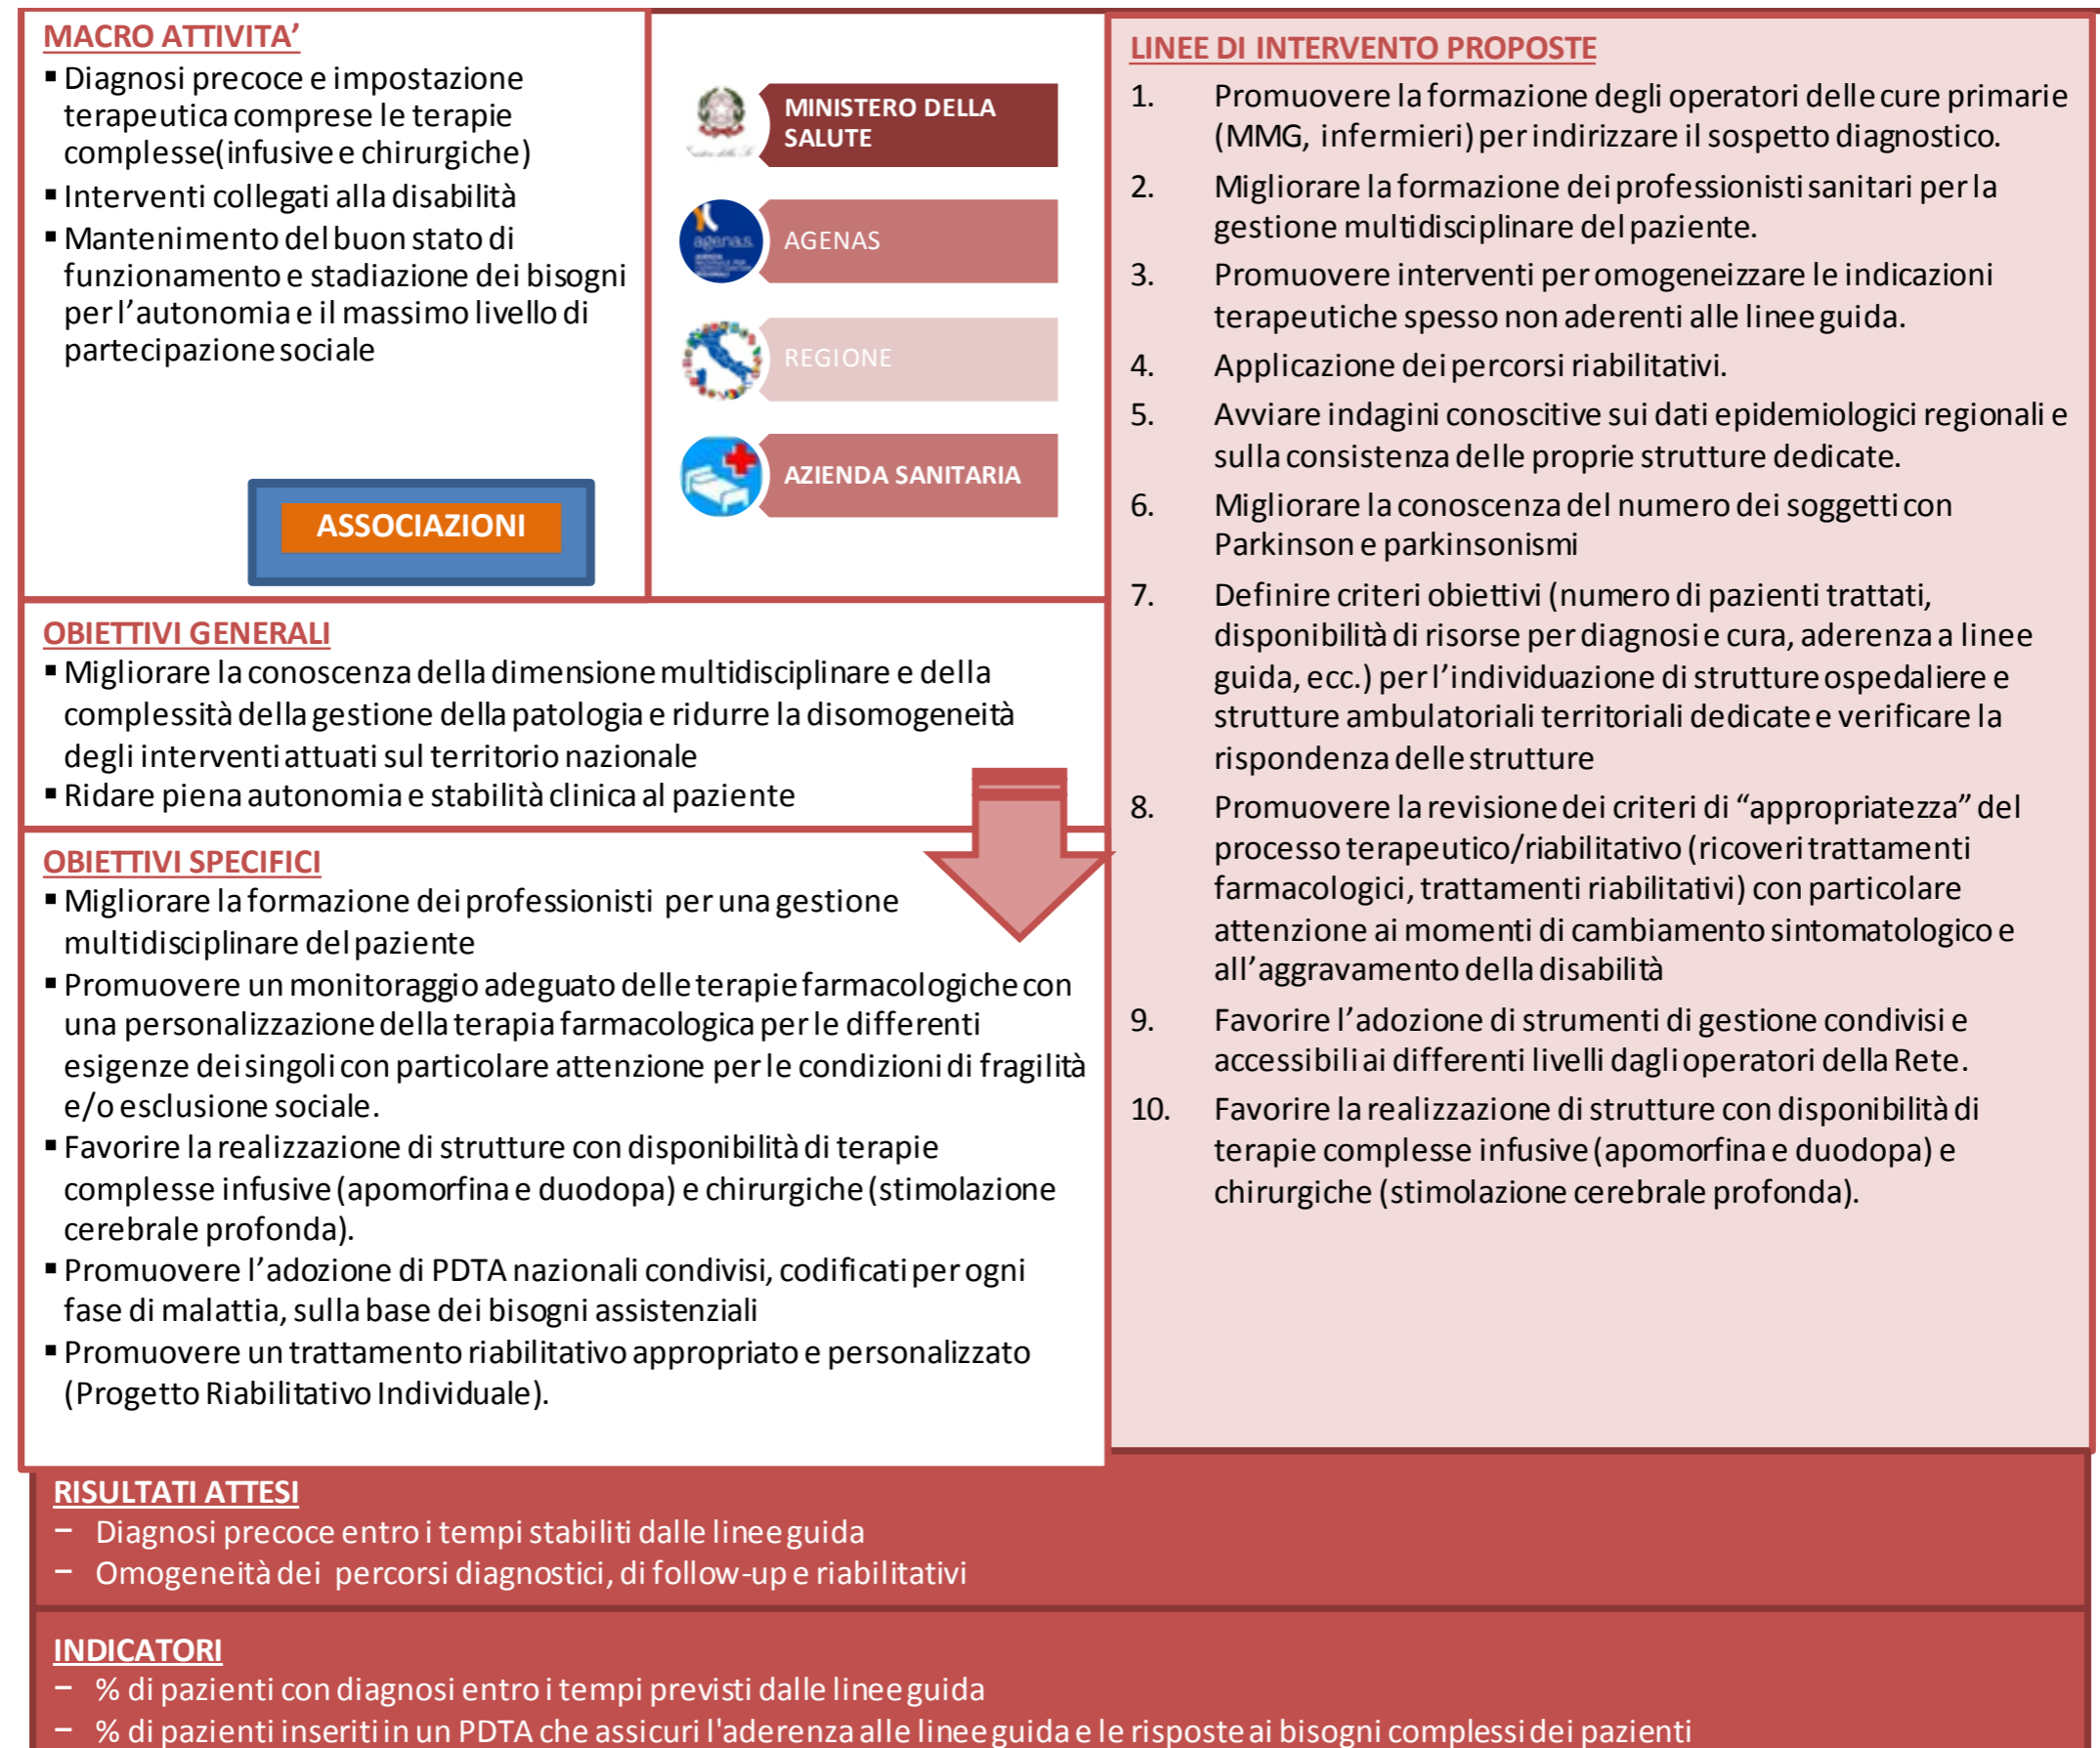 MACRO ATTIVITA’
▪ Diagnosi precoce e impostazione
terapeutica comprese le terapie
complesse(infusive e chirurgiche)
▪ Interventi collegati alla disabilità
▪ Mantenimento del buon stato di
funzionamento e stadiazione dei bisogni
per l’autonomia e il massimo livello di
partecipazione sociale
ASSOCIAZIONI
MINISTERO DELLA
SALUTE
agenas.
AGENAS
REGIONE
AZIENDA SANITARIA
OBIETTIVI GENERALI
▪ Migliorare la conoscenza della dimensione multidisciplinare e della
complessità della gestione della patologia e ridurre la disomogeneità
degli interventi attuati sul territorio nazionale
▪ Ridare piena autonomia e stabilità clinica al paziente
OBIETTIVI SPECIFICI
▪ Migliorare la formazione dei professionisti per una gestione
multidisciplinare del paziente
▪ Promuovere un monitoraggio adeguato delle terapie farmacologiche con
una personalizzazione della terapia farmacologica per le differenti
esigenze dei singoli con particolare attenzione per le condizioni di fragilità
e/o esclusione sociale.
▪ Favorire la realizzazione di strutture con disponibilità di terapie
complesse infusive (apomorfina e duodopa) e chirurgiche (stimolazione
cerebrale profonda).
▪ Promuovere l’adozione di PDTA nazionali condivisi, codificati per ogni
fase di malattia, sulla base dei bisogni assistenziali
▪ Promuovere un trattamento riabilitativo appropriato e personalizzato
(Progetto Riabilitativo Individuale).
LINEE DI INTERVENTO PROPOSTE
1. Promuovere la formazione degli operatori delle cure primarie
(MMG, infermieri) per indirizzare il sospetto diagnostico.
2. Migliorare la formazione dei professionisti sanitari per la
gestione multidisciplinare del paziente.
3. Promuovere interventi per omogeneizzare le indicazioni
terapeutiche spesso non aderenti alle linee guida.
4. Applicazione dei percorsi riabilitativi.
5. Avviare indagini conoscitive sui dati epidemiologici regionali e
sulla consistenza delle proprie strutture dedicate.
6. Migliorare la conoscenza del numero dei soggetti con
Parkinson e parkinsonismi
7. Definire criteri obiettivi (numero di pazienti trattati,
disponibilità di risorse per diagnosi e cura, aderenza a linee
guida, ecc.) per l’individuazione di strutture ospedaliere e
strutture ambulatoriali territoriali dedicate e verificare la
rispondenza delle strutture
8. Promuovere la revisione dei criteri di “appropriatezza” del
processo terapeutico/riabilitativo (ricoveri trattamenti
farmacologici, trattamenti riabilitativi) con particolare
attenzione ai momenti di cambiamento sintomatologico e
all’aggravamento della disabilità
9. Favorire l’adozione di strumenti di gestione condivisi e
accessibili ai differenti livelli dagli operatori della Rete.
10. Favorire la realizzazione di strutture con disponibilità di
terapie complesse infusive (apomorfina e duodopa) e
chirurgiche (stimolazione cerebrale profonda).
RISULTATI ATTESI
− Diagnosi precoce entro i tempi stabiliti dalle linee guida
− Omogeneità dei percorsi diagnostici, di follow-up e riabilitativi
INDICATORI
− % di pazienti con diagnosi entro i tempi previsti dalle linee guida
− % di pazienti inseriti in un PDTA che assicuri l'aderenza alle linee guida e le risposte ai bisogni complessi dei pazienti